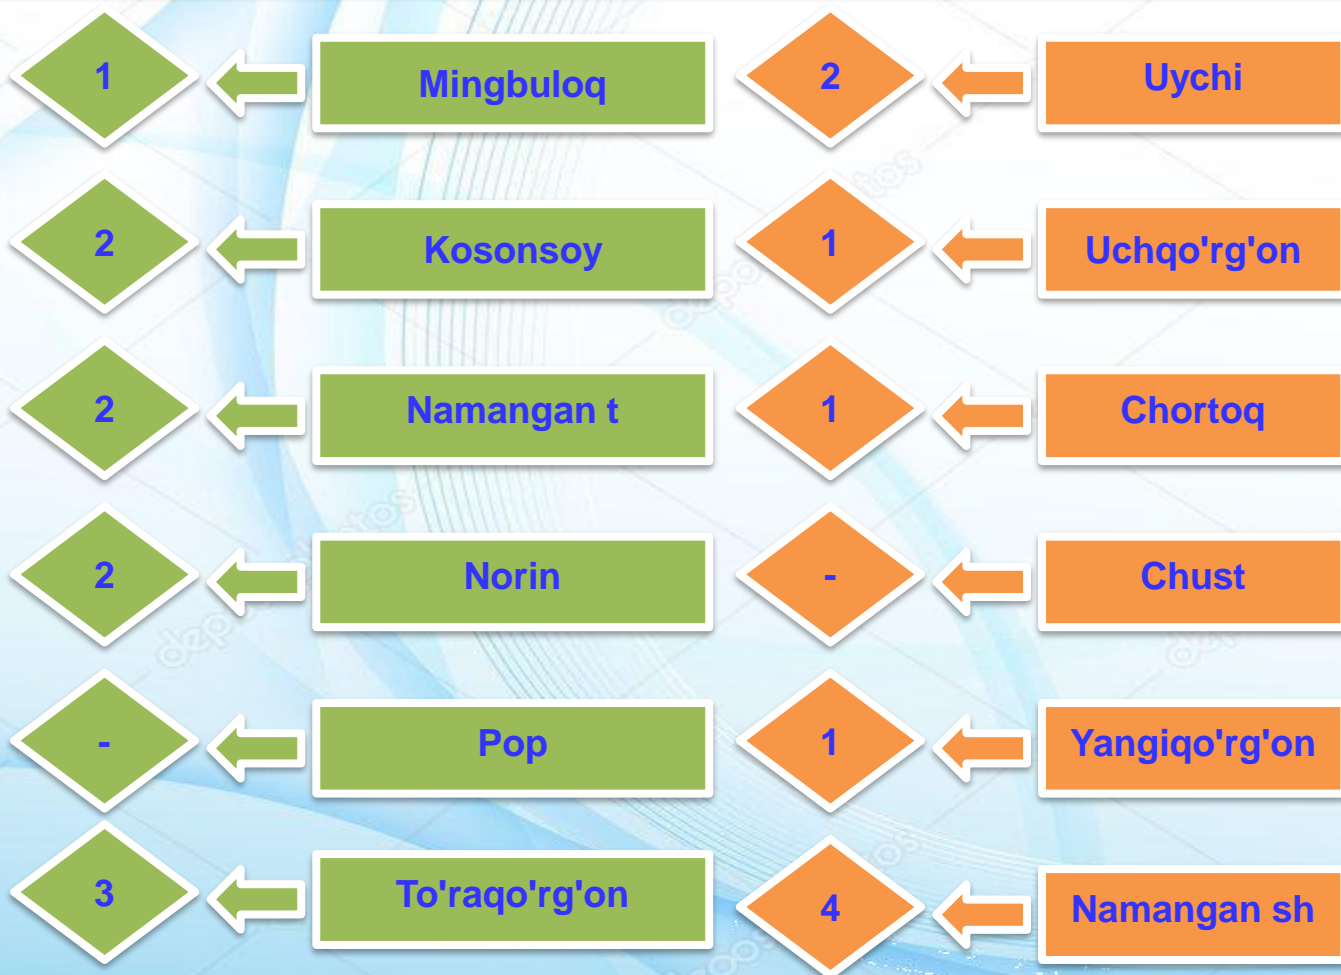 1 Mingbuloq
2 Uychi
2 Kosonsoy
1 Uchqo'rg'on
2 Namangan t
1 Chortoq
2 Norin
- Chust
- Pop
1 Yangiqo'rg'on
3 To'raqo'rg'on
4 Namangan sh
depositphotos